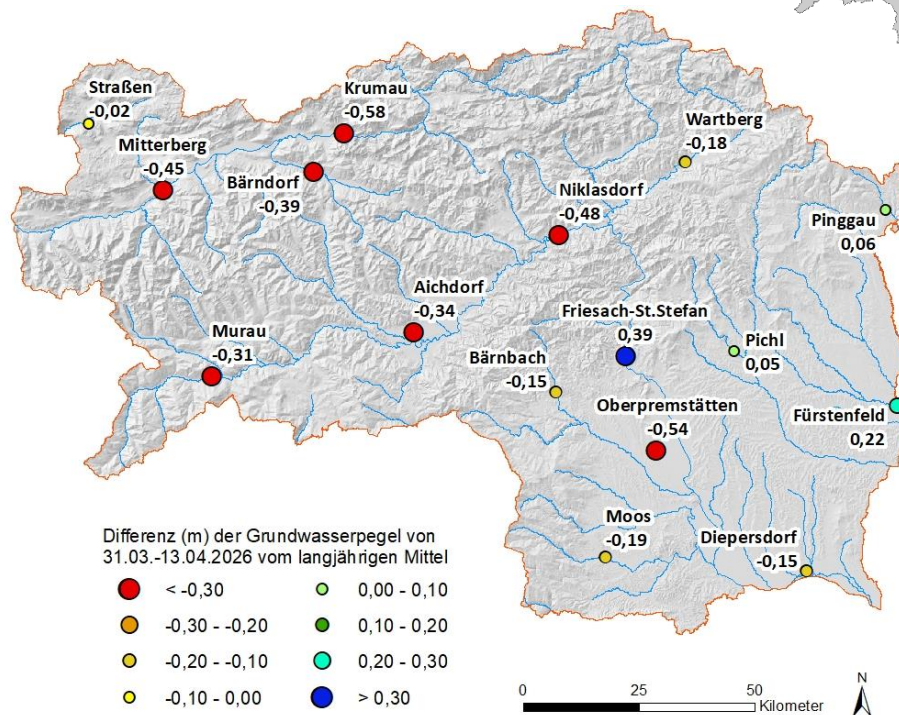 Straßen
-0,02
Krumau
-0,58
Mitterberg
-0,45
Bärndorf
-0,39
Wartberg
-0,18
Niklasdorf
-0,48
Pinggau
0,06
Aichdorf
-0,34
Friesach-St.Stefan
0,39
Murau
-0,31
Bärnbach
-0,15
Pichl
0,05
Oberpremstätten
-0,54
Fürstenfeld
0,22
Moos
-0,19
Diepersdorf
-0,15
Differenz (m) der Grundwasserpegel von
31.03.-13.04.2026 vom langjährigen Mittel
< -0,30
-0,30 - -0,20
-0,20 - -0,10
-0,10 - 0,00
0,00 - 0,10
0,10 - 0,20
0,20 - 0,30
> 0,30
0 25 50
Kilometer
N